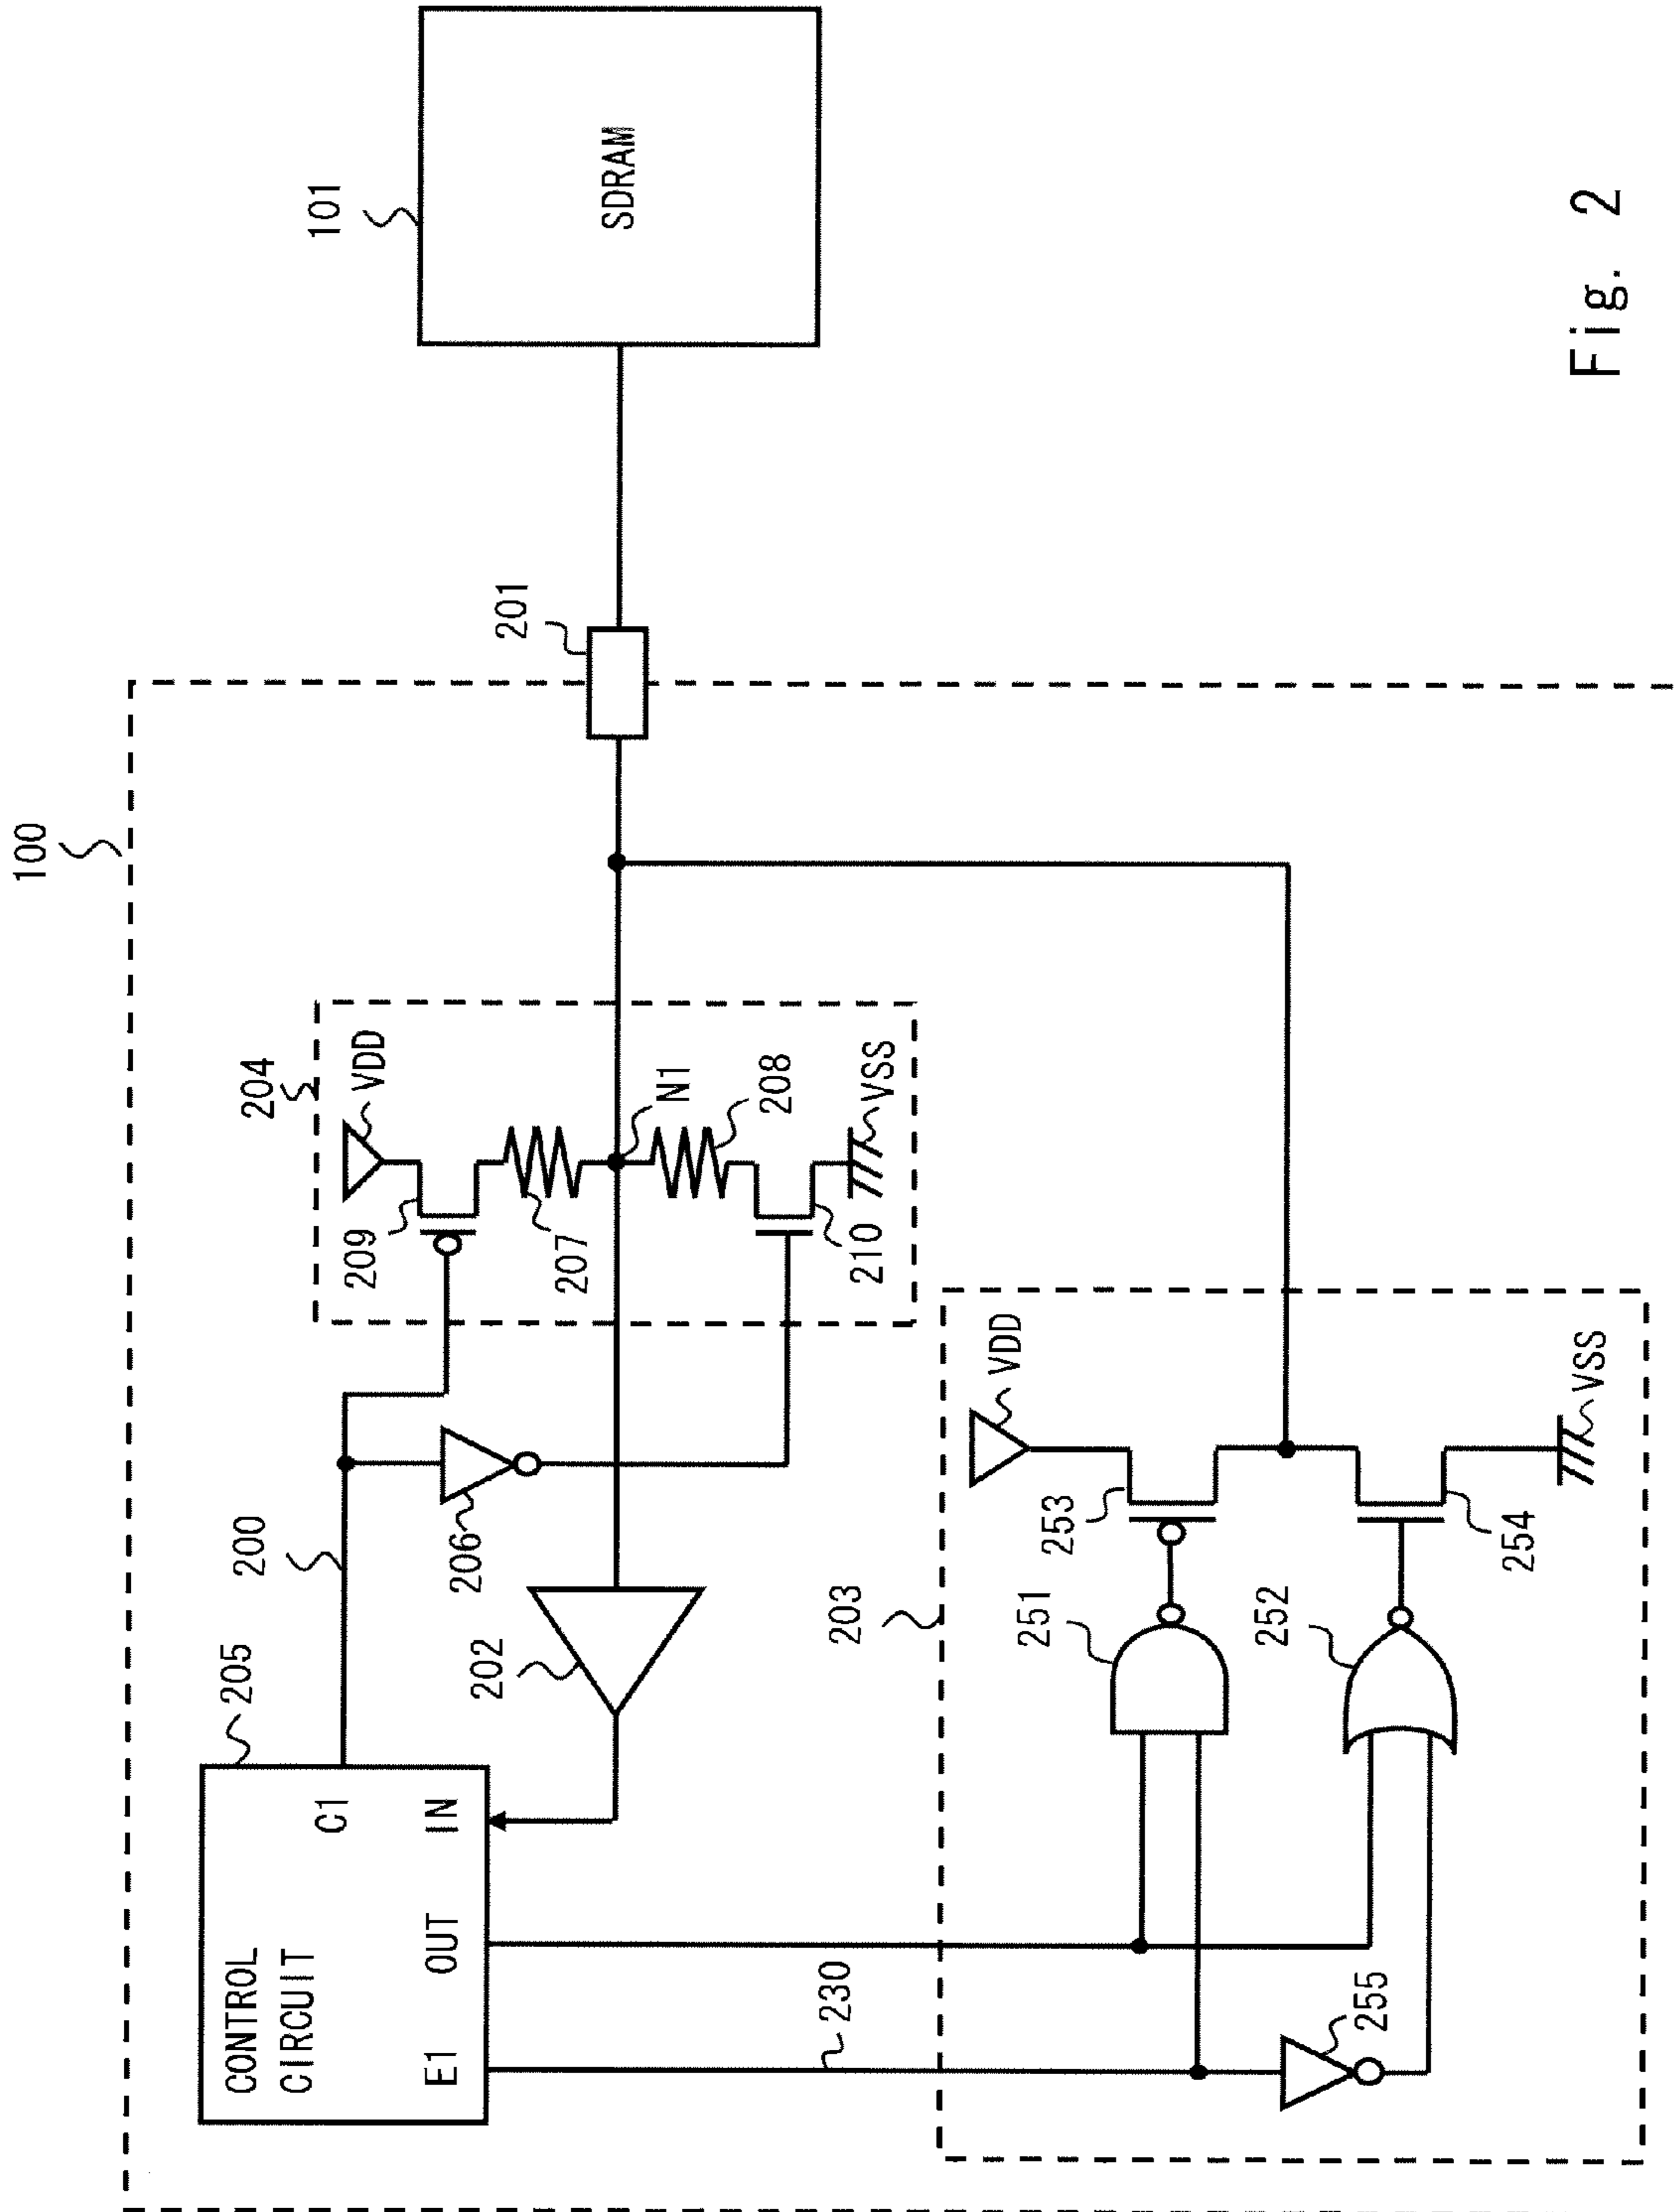 100
205
CONTROL
CIRCUIT
E1
OUT
IN
C1
200
206
202
204
VDD
209
207
N1
208
210
VSS
201
101
SDRAM
230
203
255
251
252
VDD
253
254
VSS
Fig. 2